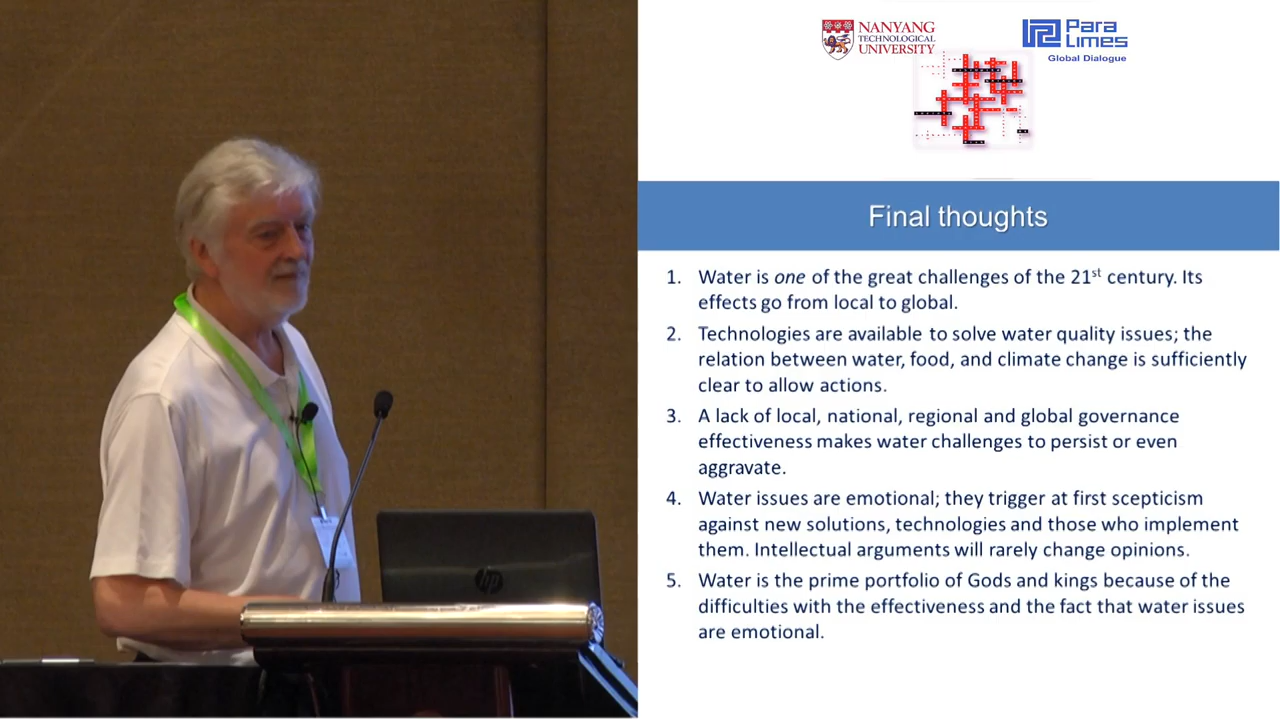 NANYANG
TECHNOLOGICAL
UNIVERSITY
Para
Limes
Global Dialogue
Final thoughts
1. Water is one of the great challenges of the 21st century. Its
effects go from local to global.
2. Technologies are available to solve water quality issues; the
relation between water, food, and climate change is sufficiently
clear to allow actions.
3. A lack of local, national, regional and global governance
effectiveness makes water challenges to persist or even
aggravate.
4. Water issues are emotional; they trigger at first scepticism
against new solutions, technologies and those who implement
them. Intellectual arguments will rarely change opinions.
5. Water is the prime portfolio of Gods and kings because of the
difficulties with the effectiveness and the fact that water issues
are emotional.
hp